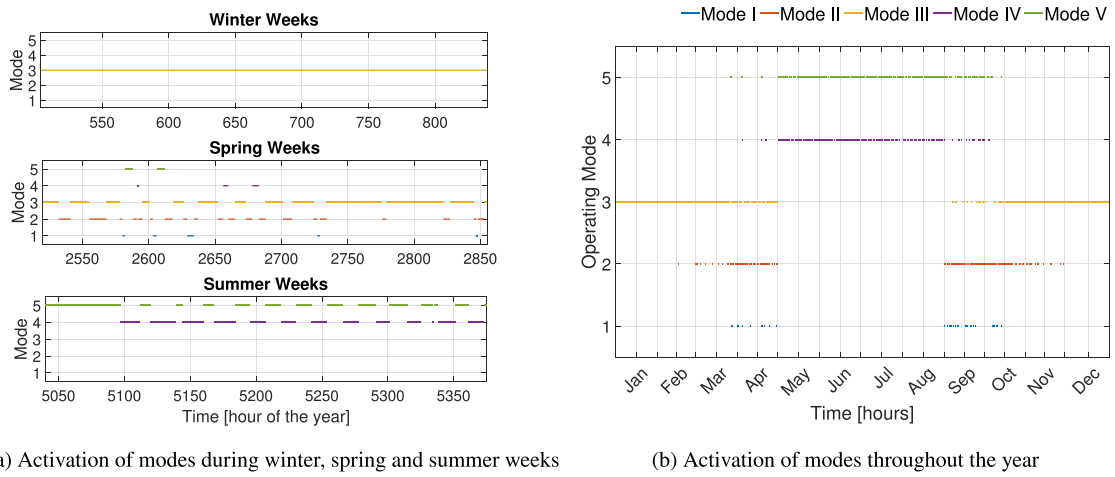 Winter Weeks
Mode
5
4
3
2
1
550 600 650 700 750 800
Spring Weeks
Mode
5
4
3
2
1
2550 2600 2650 2700 2750 2800 2850
Summer Weeks
Mode
5
4
3
2
1
5050 5100 5150 5200 5250 5300 5350
Time [hour of the year]
a) Activation of modes during winter, spring and summer weeks
Mode I Mode II Mode III Mode IV Mode V
Operating Mode
5
4
3
2
1
Jan Feb Mar Apr May Jun Jul Aug Sep Oct Nov Dec
Time [hours]
(b) Activation of modes throughout the year